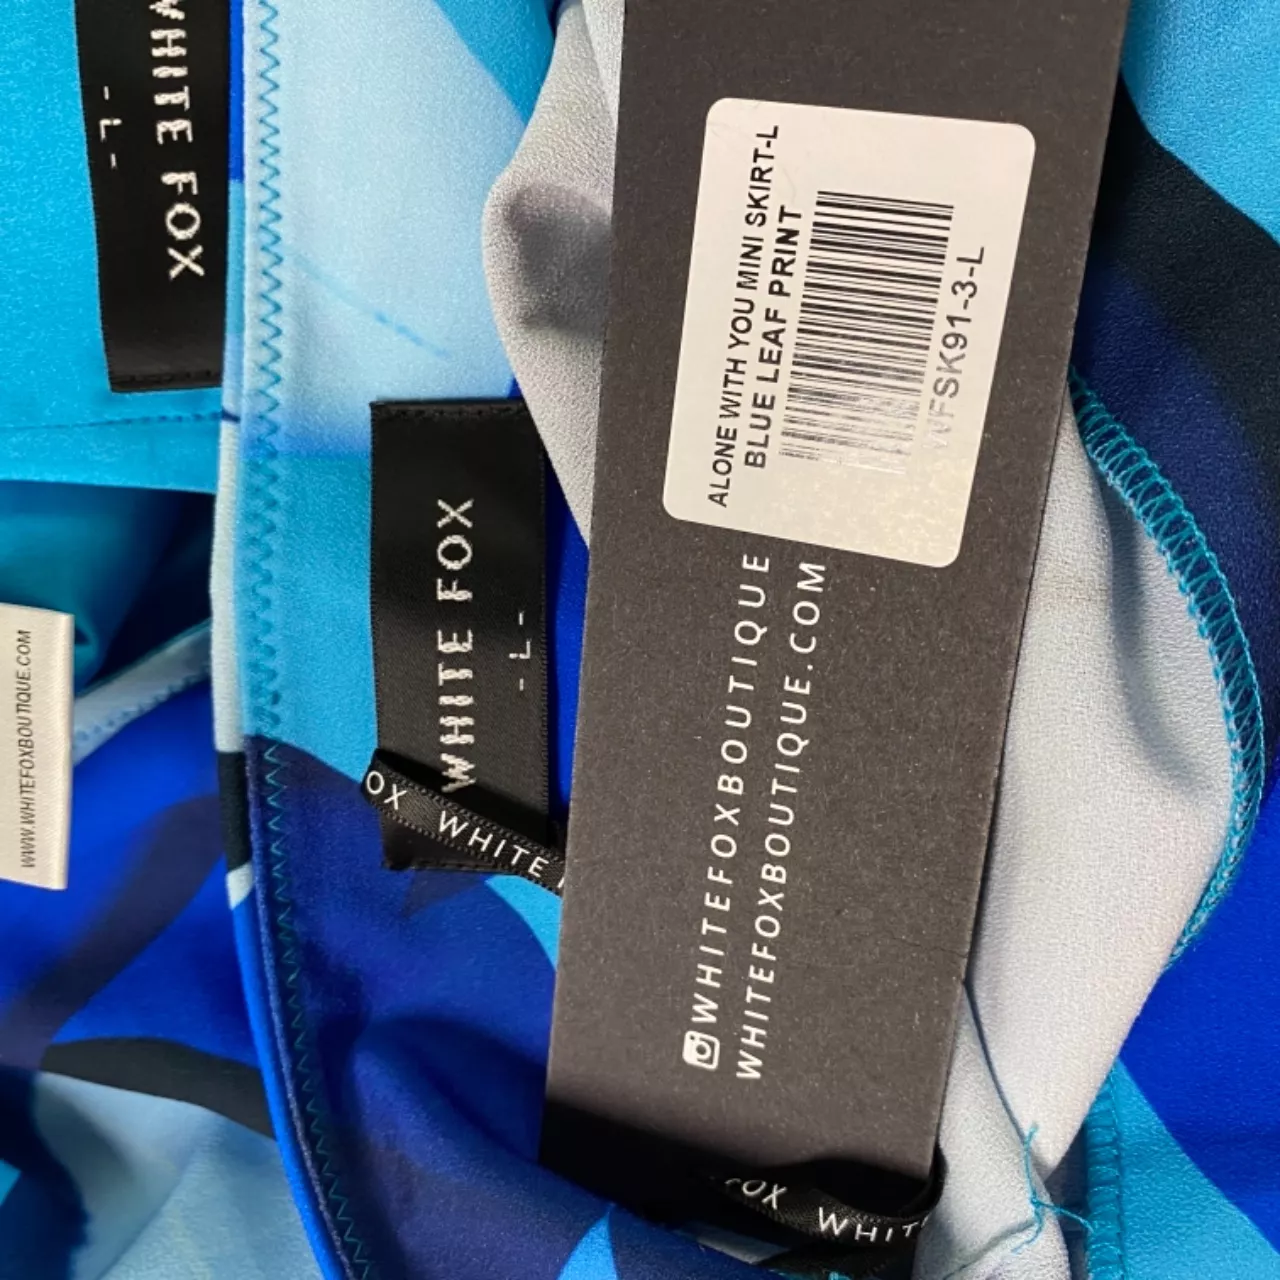 WHITE FOX
- L -
WWW.WHITEFOXBOUTIQUE.COM
WHITE FOX
- L -
OX WHITE
ALONE WITH YOU MINI SKIRT-L
BLUE LEAF PRINT
WFSK91-3-L
WHITEFOXBOUTIQUE
WHITEFOXBOUTIQUE.COM
FOX WHITE